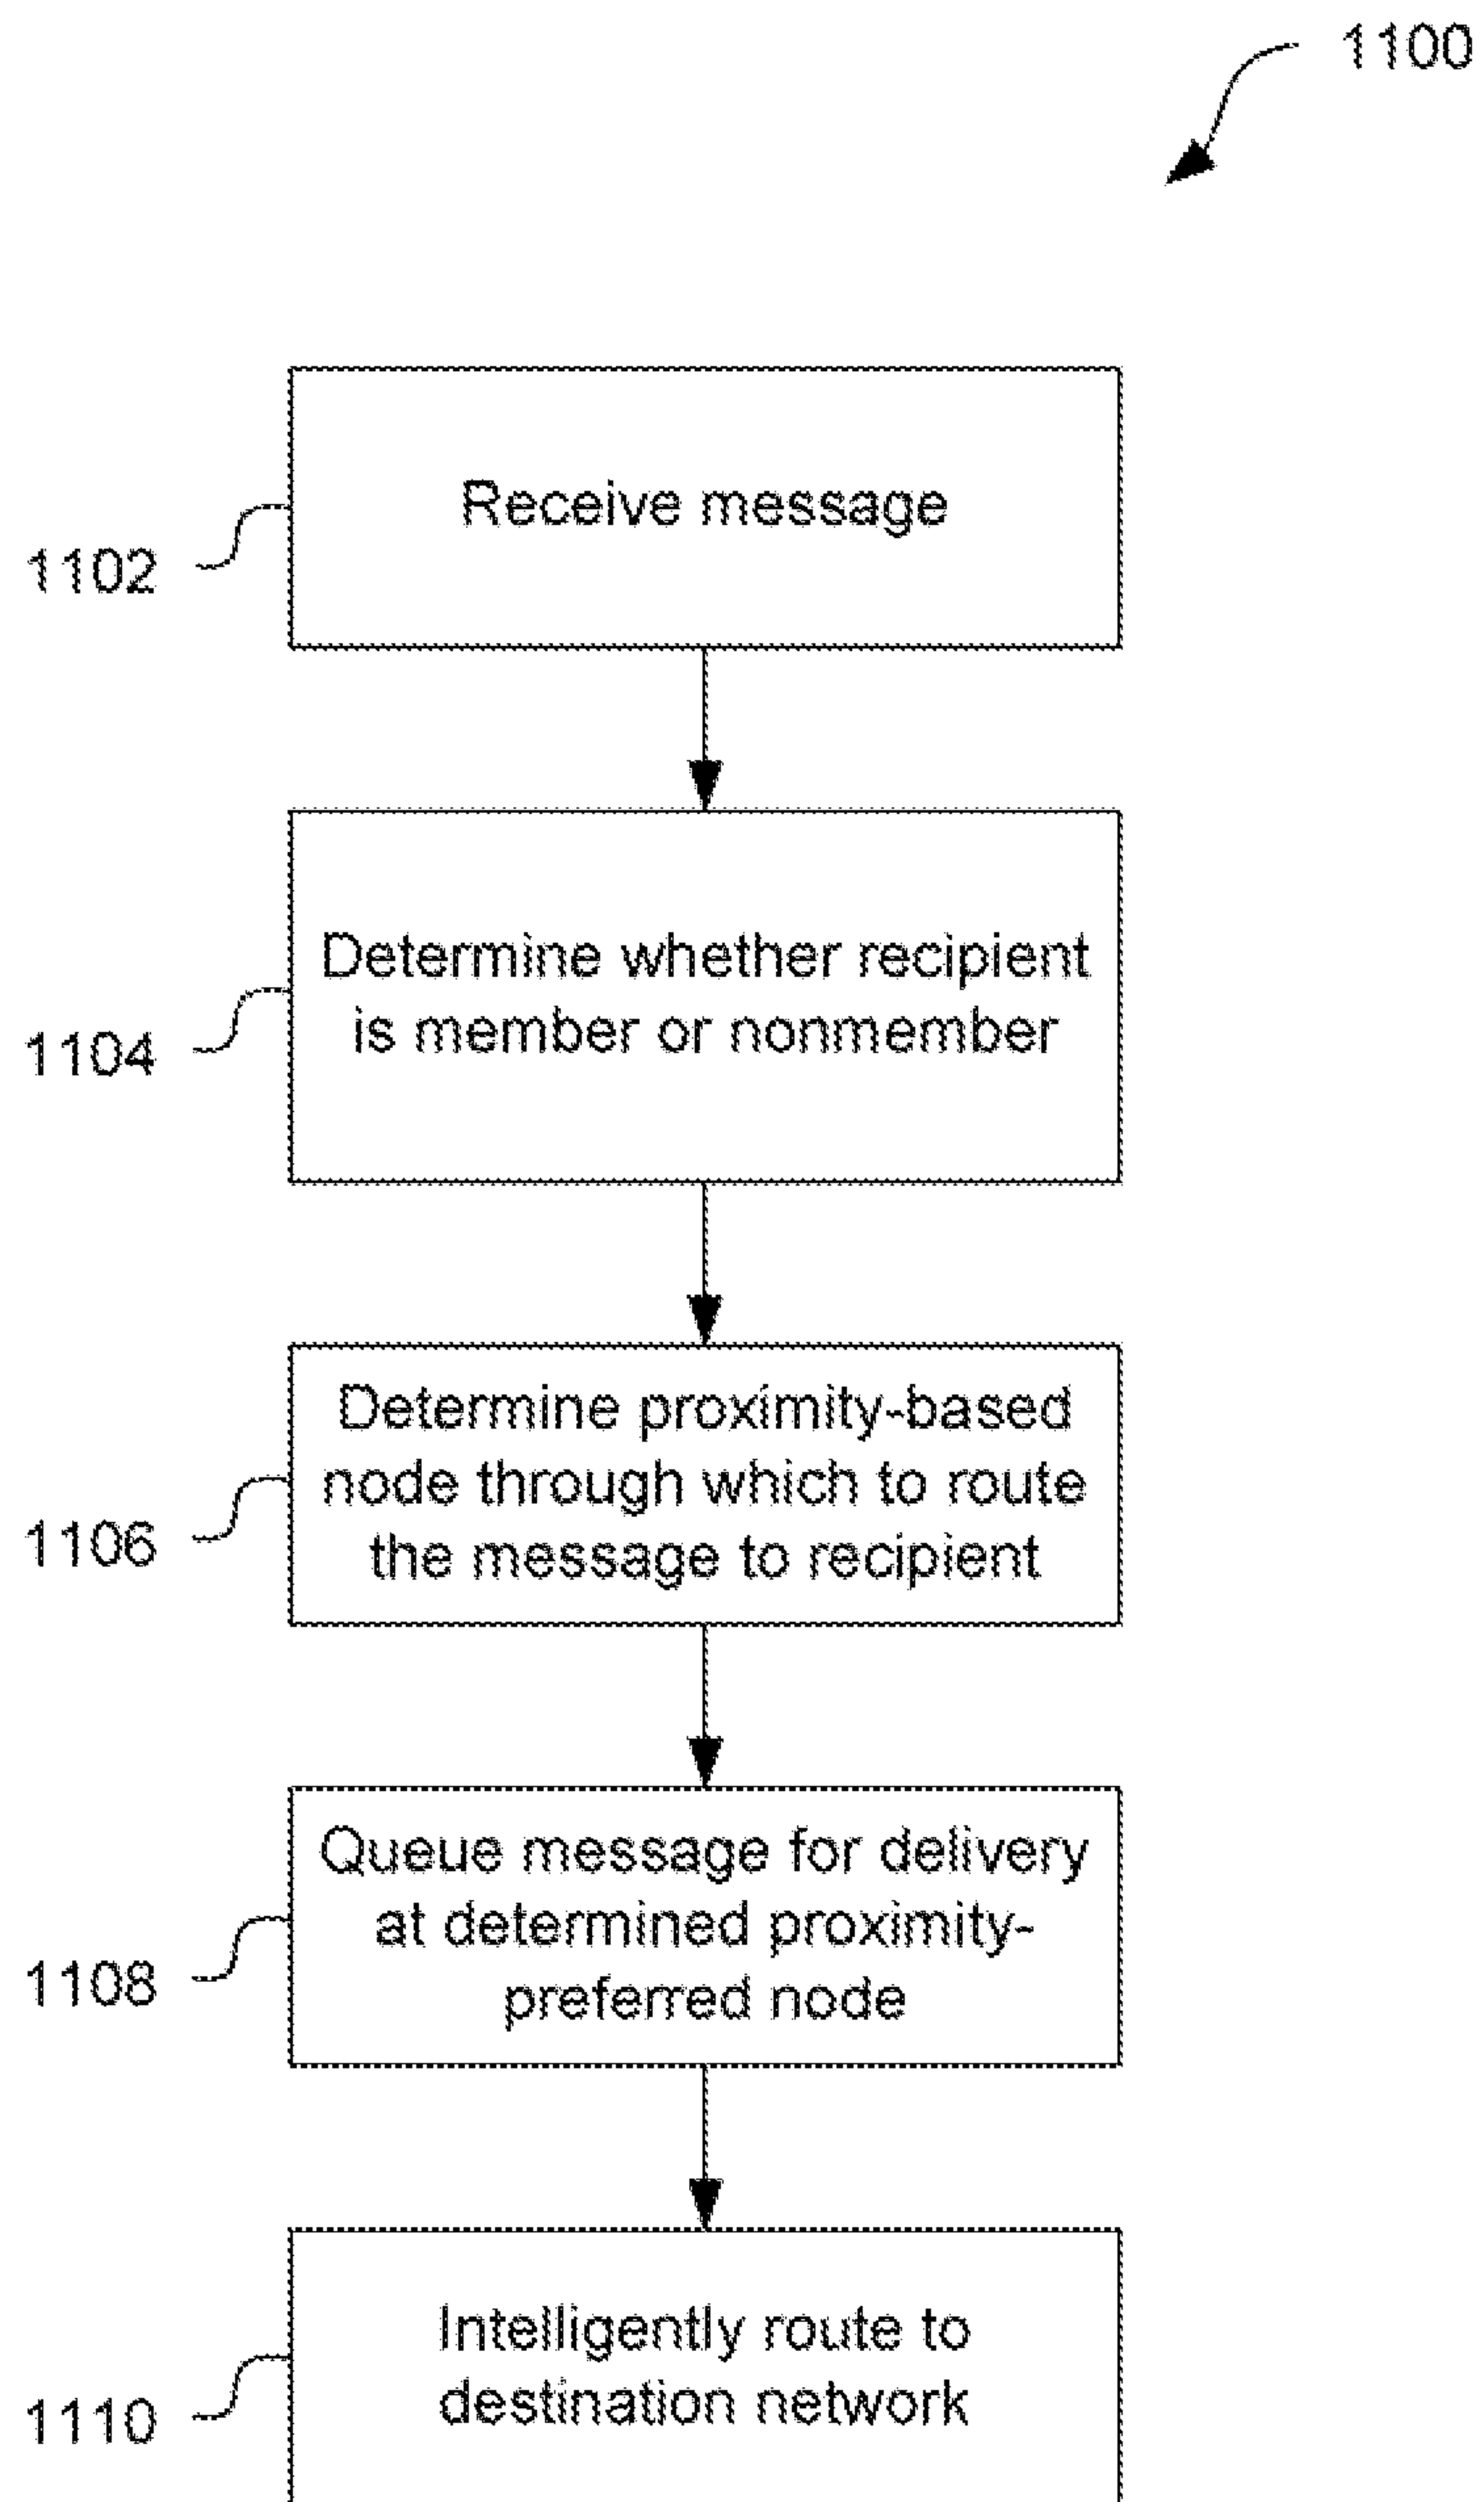 1100
Receive message
1102
Determine whether recipient
is member or nonmember
1104
Determine proximity-based
node through which to route
the message to recipient
1106
Queue message for delivery
at determined proximity-
preferred node
1108
Intelligently route to
destination network
1110